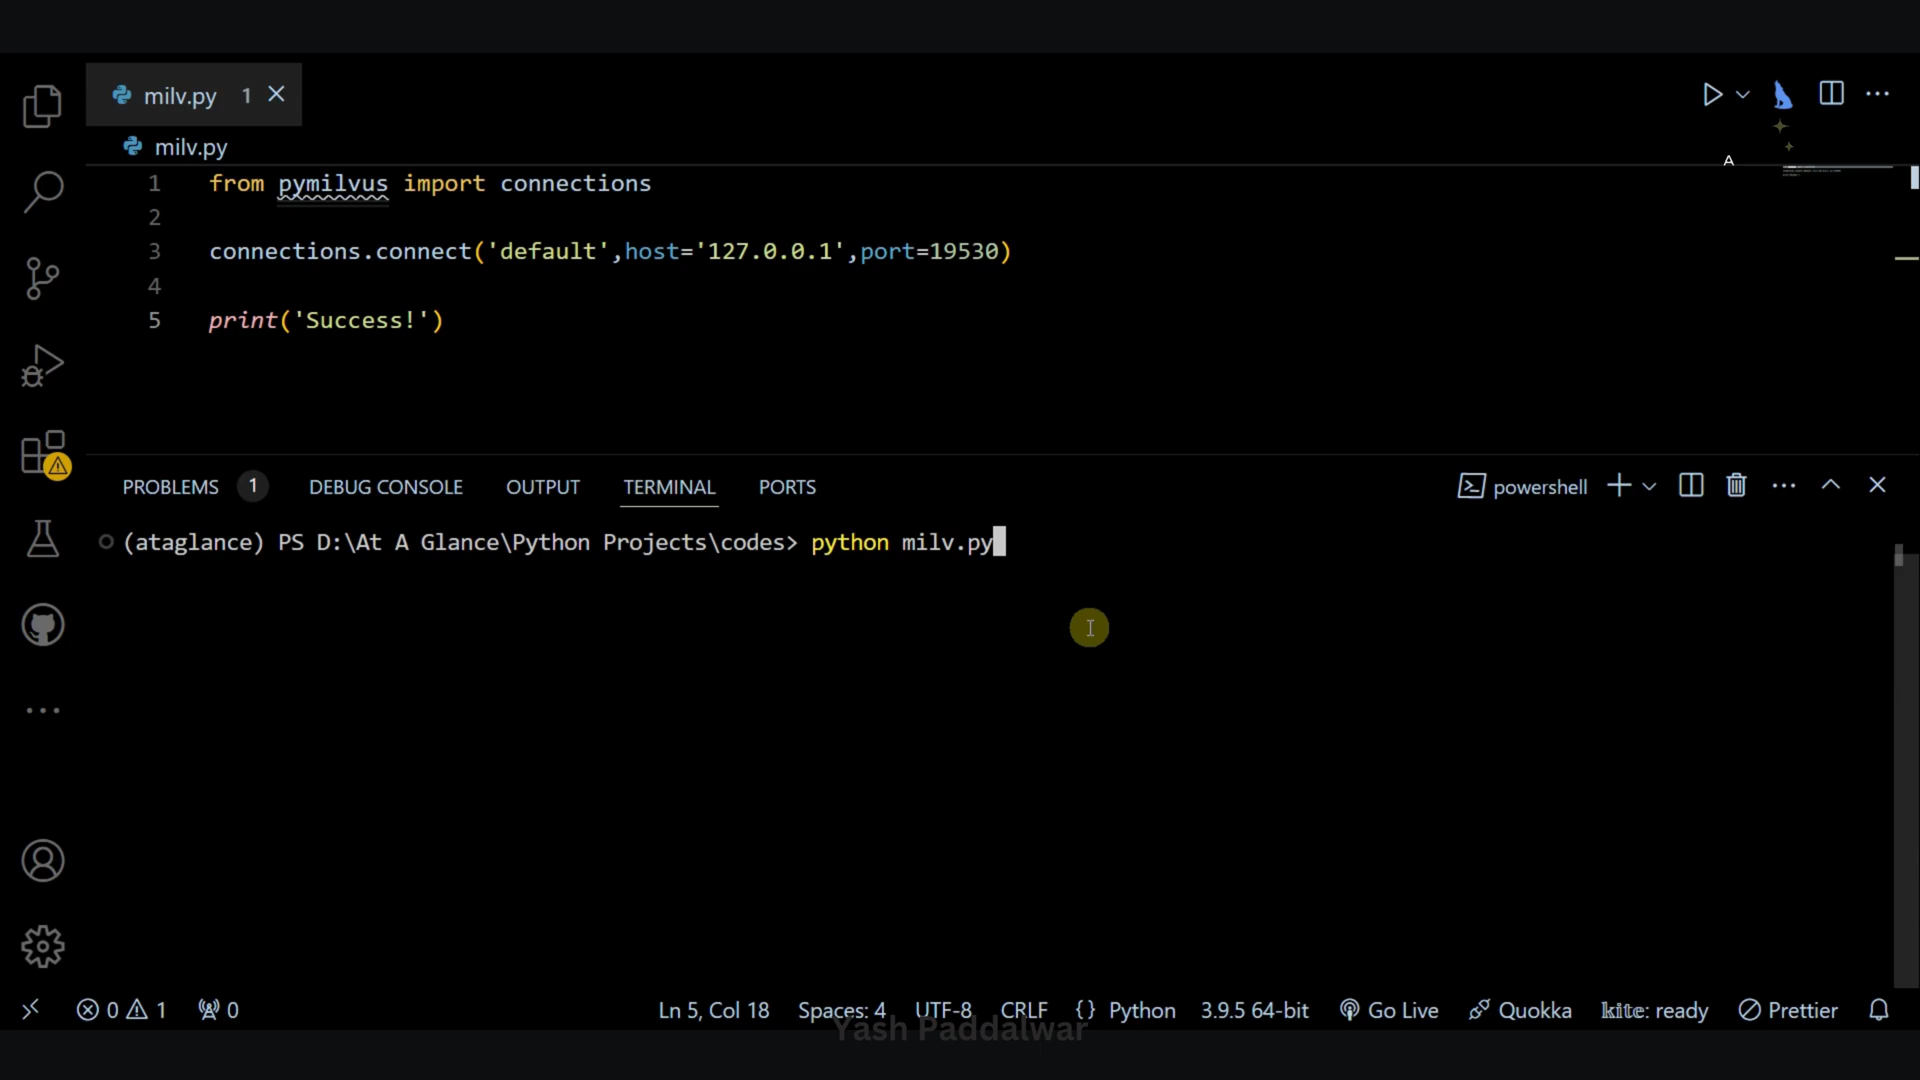 milv.py 1
milv.py
A
1 from pymilvus import connections
2
3 connections.connect('default',host='127.0.0.1',port=19530)
4
5 print('Success!')
PROBLEMS 1 DEBUG CONSOLE OUTPUT TERMINAL PORTS powershell
(ataglance) PS D:\At A Glance\Python Projects\codes> python milv.py
0 1 0 Ln 5, Col 18 Spaces: 4 UTF-8 CRLF {} Python 3.9.5 64-bit Go Live Quokka kite: ready Prettier
Yash Paddalwar